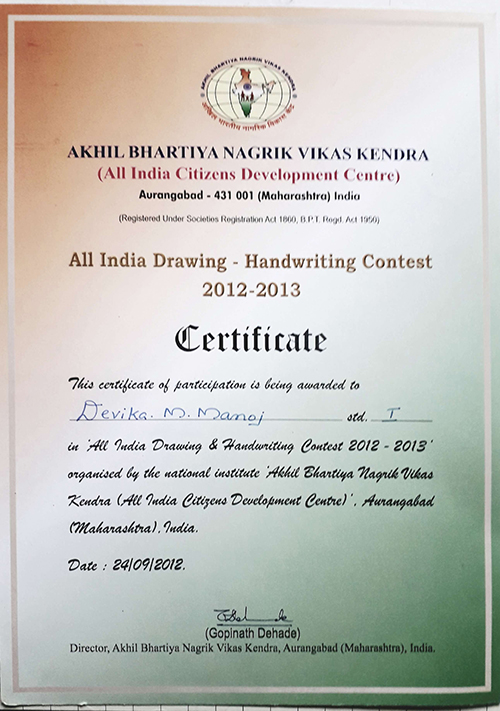 AKHIL BHARTIYA NAGRIK VIKAS KENDRA
अखिल भारतीय नागरिक विकास केंद्र
AKHIL BHARTIYA NAGRIK VIKAS KENDRA
(All India Citizens Development Centre)
Aurangabad - 431 001 (Maharashtra) India
(Registered Under Societies Registration Act 1860, B.P.T. Regd. Act 1950)
All India Drawing - Handwriting Contest
2012-2013
Certificate
This certificate of participation is being awarded to
Devika. M. Manoj std. I
in 'All India Drawing & Handwriting Contest 2012 - 2013'
organised by the national institute 'Akhil Bhartiya Nagrik Vikas
Kendra (All India Citizens Development Centre)', Aurangabad
(Maharashtra), India.
Date : 24/09/2012.
(Gopinath Dehade)
Director, Akhil Bhartiya Nagrik Vikas Kendra, Aurangabad (Maharashtra), India.